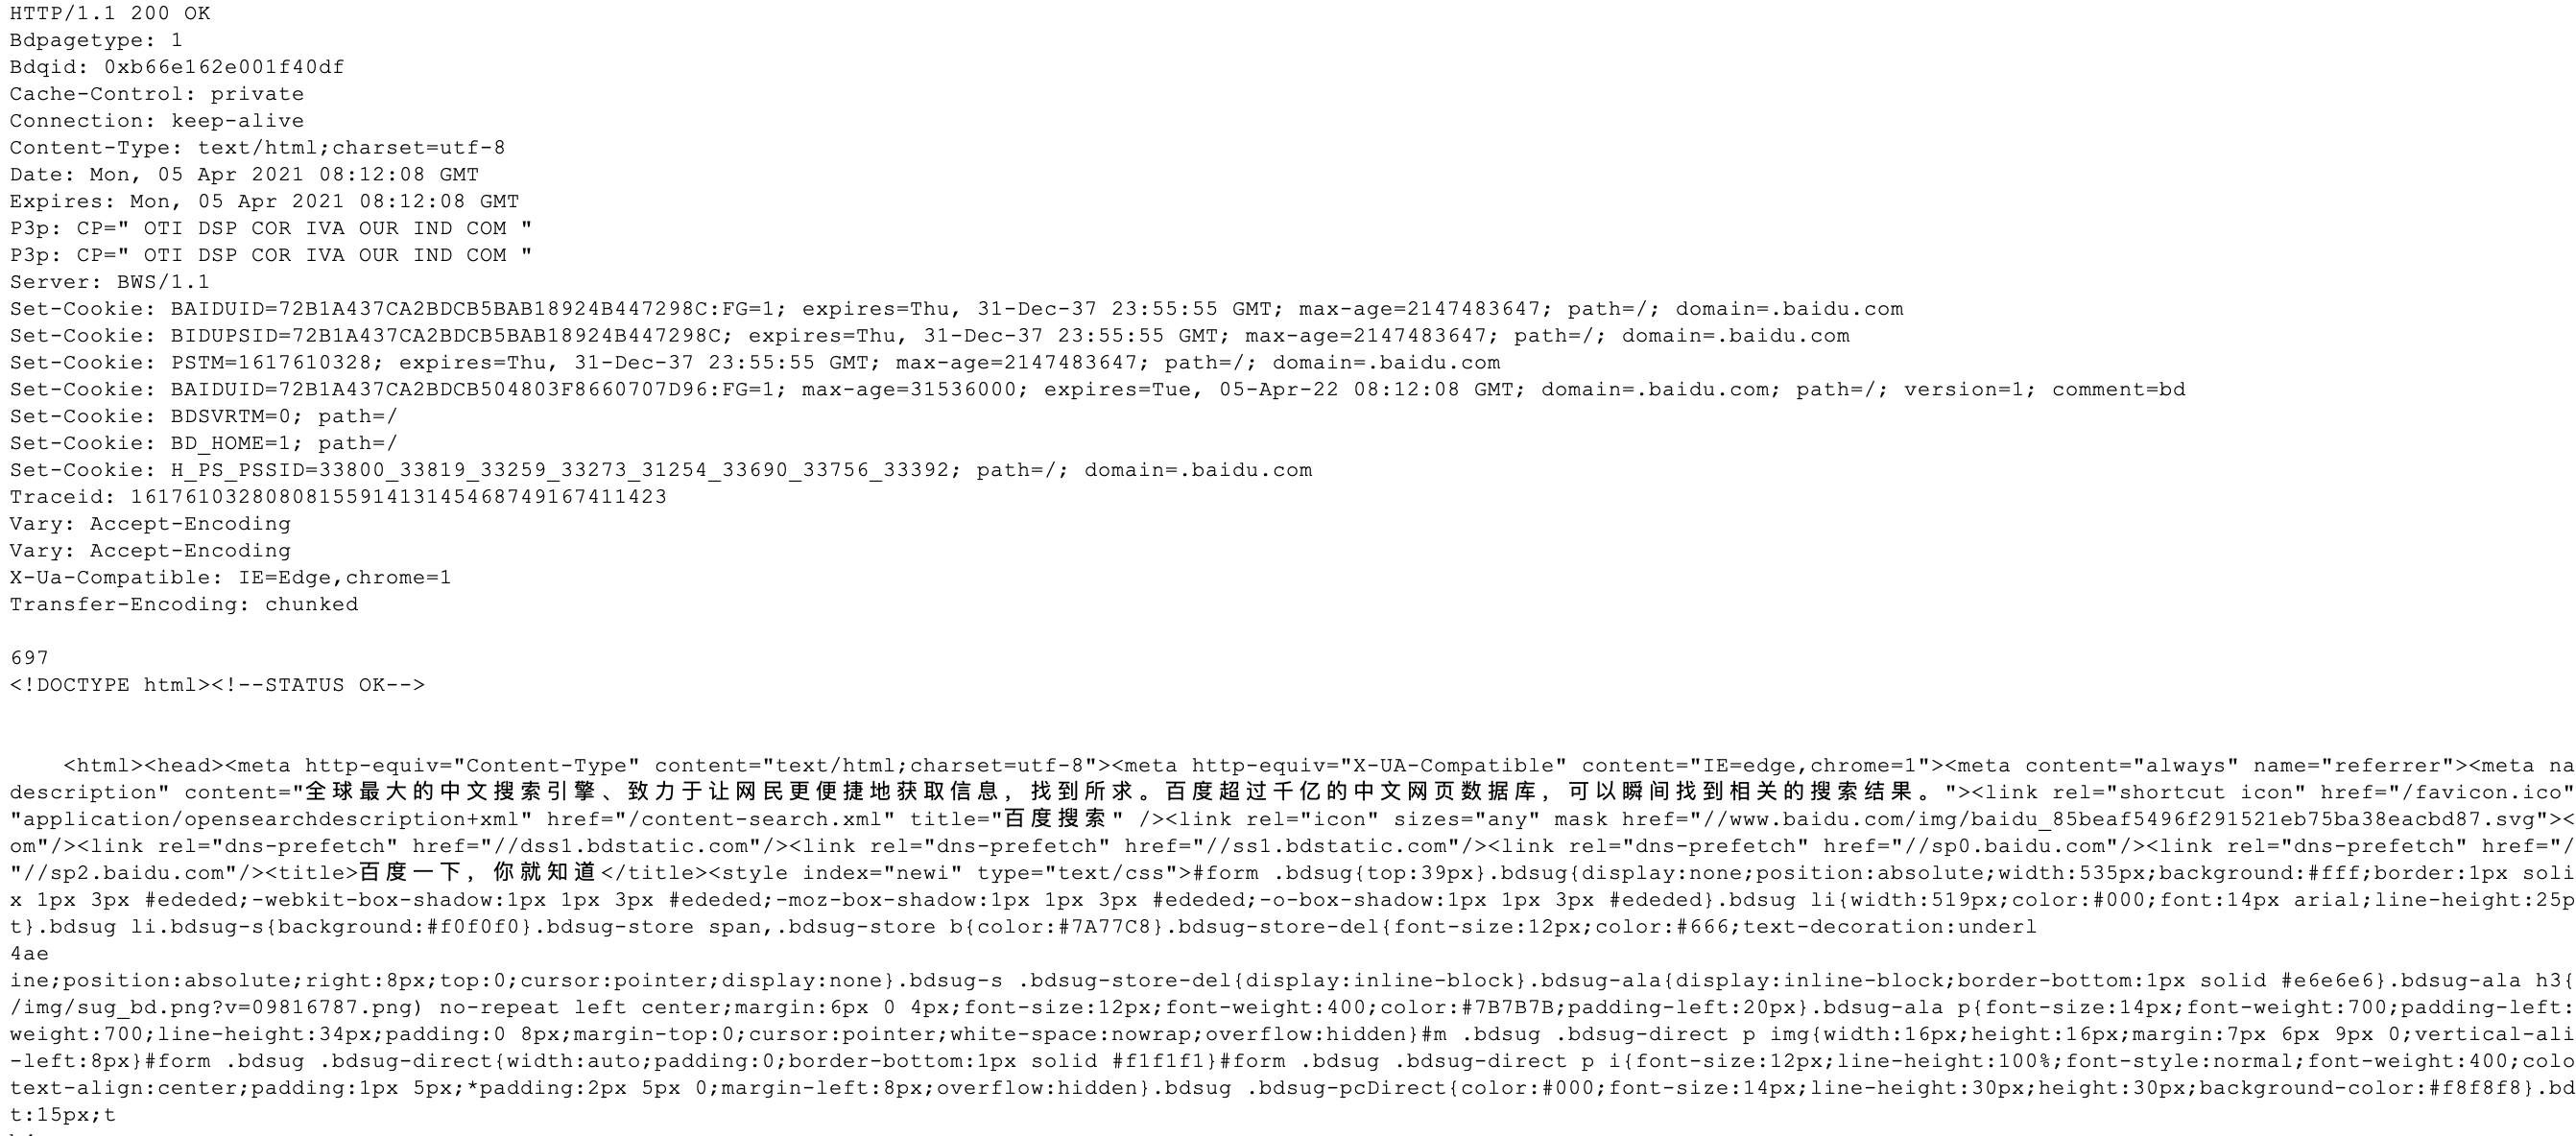 HTTP/1.1 200 OK
Bdpagetype: 1
Bdqid: 0xb66e162e001f40df
Cache-Control: private
Connection: keep-alive
Content-Type: text/html;charset=utf-8
Date: Mon, 05 Apr 2021 08:12:08 GMT
Expires: Mon, 05 Apr 2021 08:12:08 GMT
P3p: CP=" OTI DSP COR IVA OUR IND COM "
P3p: CP=" OTI DSP COR IVA OUR IND COM "
Server: BWS/1.1
Set-Cookie: BAIDUID=72B1A437CA2BDCB5BAB18924B447298C:FG=1; expires=Thu, 31-Dec-37 23:55:55 GMT; max-age=2147483647; path=/; domain=.baidu.com
Set-Cookie: BIDUPSID=72B1A437CA2BDCB5BAB18924B447298C; expires=Thu, 31-Dec-37 23:55:55 GMT; max-age=2147483647; path=/; domain=.baidu.com
Set-Cookie: PSTM=1617610328; expires=Thu, 31-Dec-37 23:55:55 GMT; max-age=2147483647; path=/; domain=.baidu.com
Set-Cookie: BAIDUID=72B1A437CA2BDCB504803F8660707D96:FG=1; max-age=31536000; expires=Tue, 05-Apr-22 08:12:08 GMT; domain=.baidu.com; path=/; version=1; comment=bd
Set-Cookie: BDSVRTM=0; path=/
Set-Cookie: BD_HOME=1; path=/
Set-Cookie: H_PS_PSSID=33800_33819_33259_33273_31254_33690_33756_33392; path=/; domain=.baidu.com
Traceid: 1617610328080815591413145468749167411423
Vary: Accept-Encoding
Vary: Accept-Encoding
X-Ua-Compatible: IE=Edge,chrome=1
Transfer-Encoding: chunked
697
<!DOCTYPE html><!--STATUS OK-->
<html><head><meta http-equiv="Content-Type" content="text/html;charset=utf-8"><meta http-equiv="X-UA-Compatible" content="IE=edge,chrome=1"><meta content="always" name="referrer"><meta na
description" content="全球最大的中文搜索引擎、致力于让网民更便捷地获取信息，找到所求。百度超过千亿的中文网页数据库，可以瞬间找到相关的搜索结果。"><link rel="shortcut icon" href="/favicon.ico"
"application/opensearchdescription+xml" href="/content-search.xml" title="百度搜索" /><link rel="icon" sizes="any" mask href="//www.baidu.com/img/baidu_85beaf5496f291521eb75ba38eacbd87.svg"><
om"/><link rel="dns-prefetch" href="//dss1.bdstatic.com"/><link rel="dns-prefetch" href="//ss1.bdstatic.com"/><link rel="dns-prefetch" href="//sp0.baidu.com"/><link rel="dns-prefetch" href="/
"//sp2.baidu.com"/><title>百度一下，你就知道</title><style index="newi" type="text/css">#form .bdsug{top:39px}.bdsug{display:none;position:absolute;width:535px;background:#fff;border:1px soli
x 1px 3px #ededed;-webkit-box-shadow:1px 1px 3px #ededed;-moz-box-shadow:1px 1px 3px #ededed;-o-box-shadow:1px 1px 3px #ededed}.bdsug li{width:519px;color:#000;font:14px arial;line-height:25p
t}.bdsug li.bdsug-s{background:#f0f0f0}.bdsug-store span,.bdsug-store b{color:#7A77C8}.bdsug-store-del{font-size:12px;color:#666;text-decoration:underl
4ae
ine;position:absolute;right:8px;top:0;cursor:pointer;display:none}.bdsug-s .bdsug-store-del{display:inline-block}.bdsug-ala{display:inline-block;border-bottom:1px solid #e6e6e6}.bdsug-ala h3{
/img/sug_bd.png?v=09816787.png) no-repeat left center;margin:6px 0 4px;font-size:12px;font-weight:400;color:#7B7B7B;padding-left:20px}.bdsug-ala p{font-size:14px;font-weight:700;padding-left:
weight:700;line-height:34px;padding:0 8px;margin-top:0;cursor:pointer;white-space:nowrap;overflow:hidden}#m .bdsug .bdsug-direct p img{width:16px;height:16px;margin:7px 6px 9px 0;vertical-ali
-left:8px}#form .bdsug .bdsug-direct{width:auto;padding:0;border-bottom:1px solid #f1f1f1}#form .bdsug .bdsug-direct p i{font-size:12px;line-height:100%;font-style:normal;font-weight:400;colo
text-align:center;padding:1px 5px;*padding:2px 5px 0;margin-left:8px;overflow:hidden}.bdsug .bdsug-pcDirect{color:#000;font-size:14px;line-height:30px;height:30px;background-color:#f8f8f8}.bd
t:15px;t